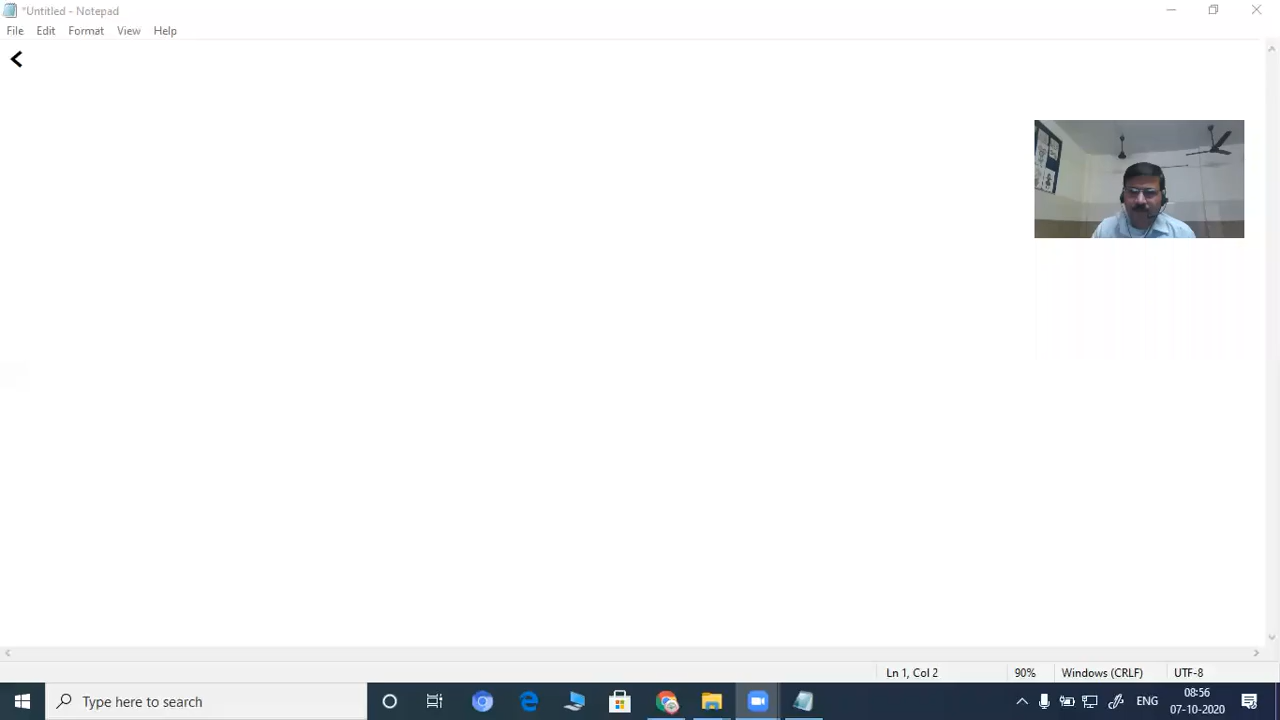 *Untitled - Notepad
File Edit Format View Help
<
Ln 1, Col 2 90% Windows (CRLF) UTF-8
Type here to search
ENG
08:56
07-10-2020